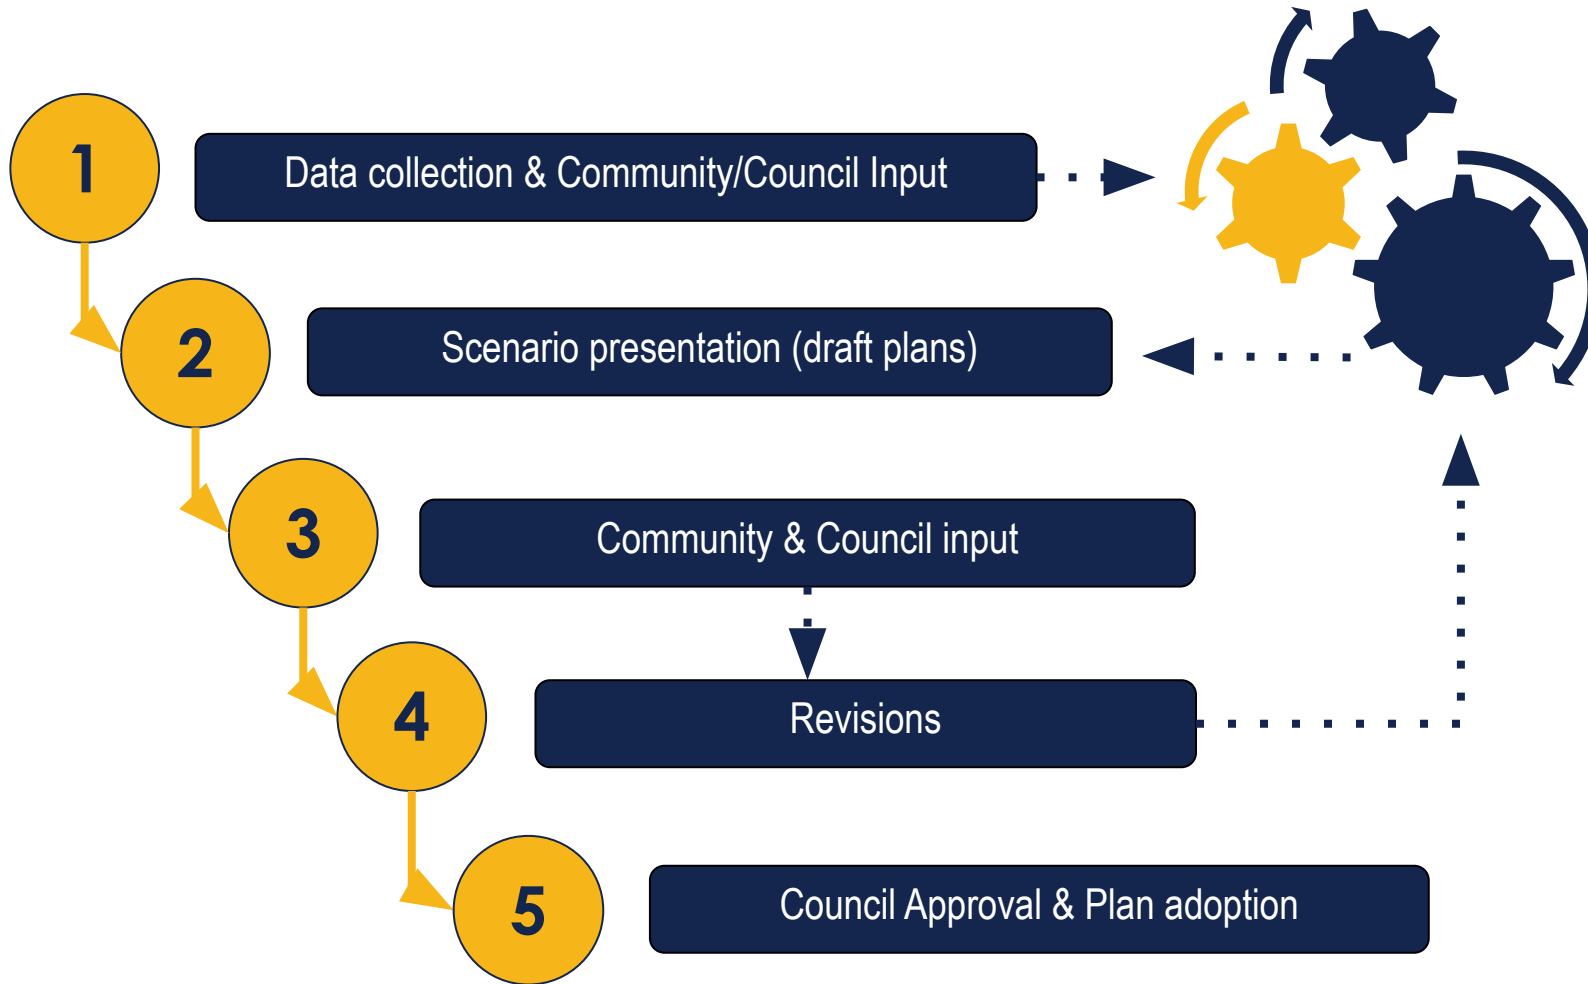 1
Data collection & Community/Council Input
2
Scenario presentation (draft plans)
3
Community & Council input
4
Revisions
5
Council Approval & Plan adoption